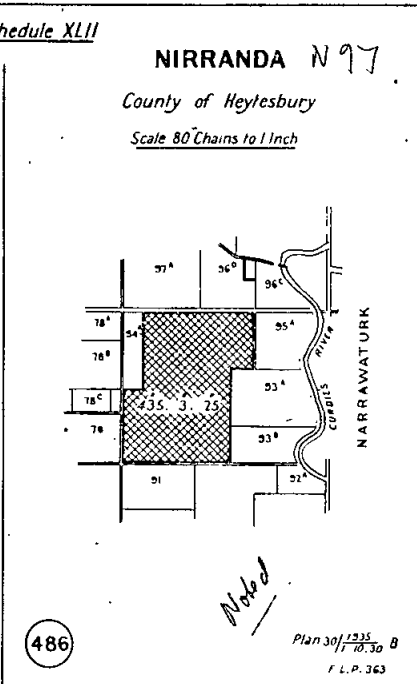 hedule XLII
NIRRANDA N97
County of Heytesbury
Scale 80 Chains to 1 Inch
97A
96D
96C
78A
94A
95A
78B
93A
78C
435. 3. 25
78
93B
91
92A
CURDIES RIVER
NARRAWATURK
Noted
486
Plan 30/1935/1.10.30 B
F.L.P. 363